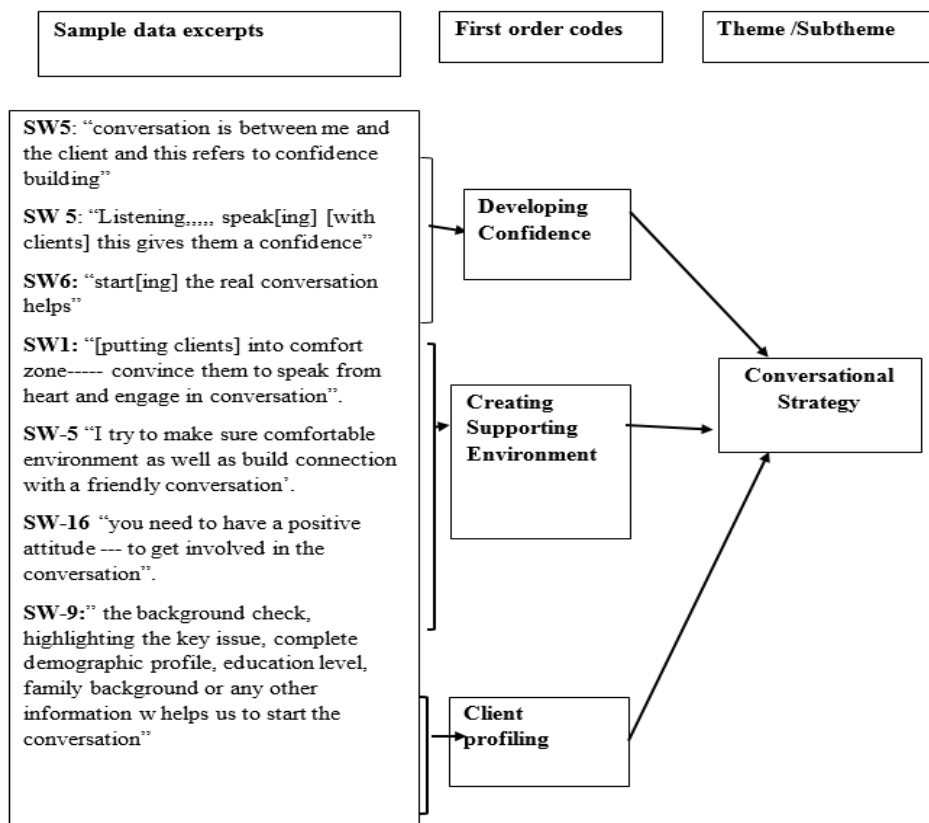 Sample data excerpts
First order codes
Theme /Subtheme
SW5: “conversation is between me and
the client and this refers to confidence
building”
SW 5: “Listening,,,,, speak[ing] [with
clients] this gives them a confidence”
SW6: “start[ing] the real conversation
helps”
SW1: “[putting clients] into comfort
zone----- convince them to speak from
heart and engage in conversation”.
SW-5 “I try to make sure comfortable
environment as well as build connection
with a friendly conversation’.
SW-16 “you need to have a positive
attitude --- to get involved in the
conversation”.
SW-9:” the background check,
highlighting the key issue, complete
demographic profile, education level,
family background or any other
information w helps us to start the
conversation”
Developing
Confidence
Creating
Supporting
Environment
Client
profiling
Conversational
Strategy